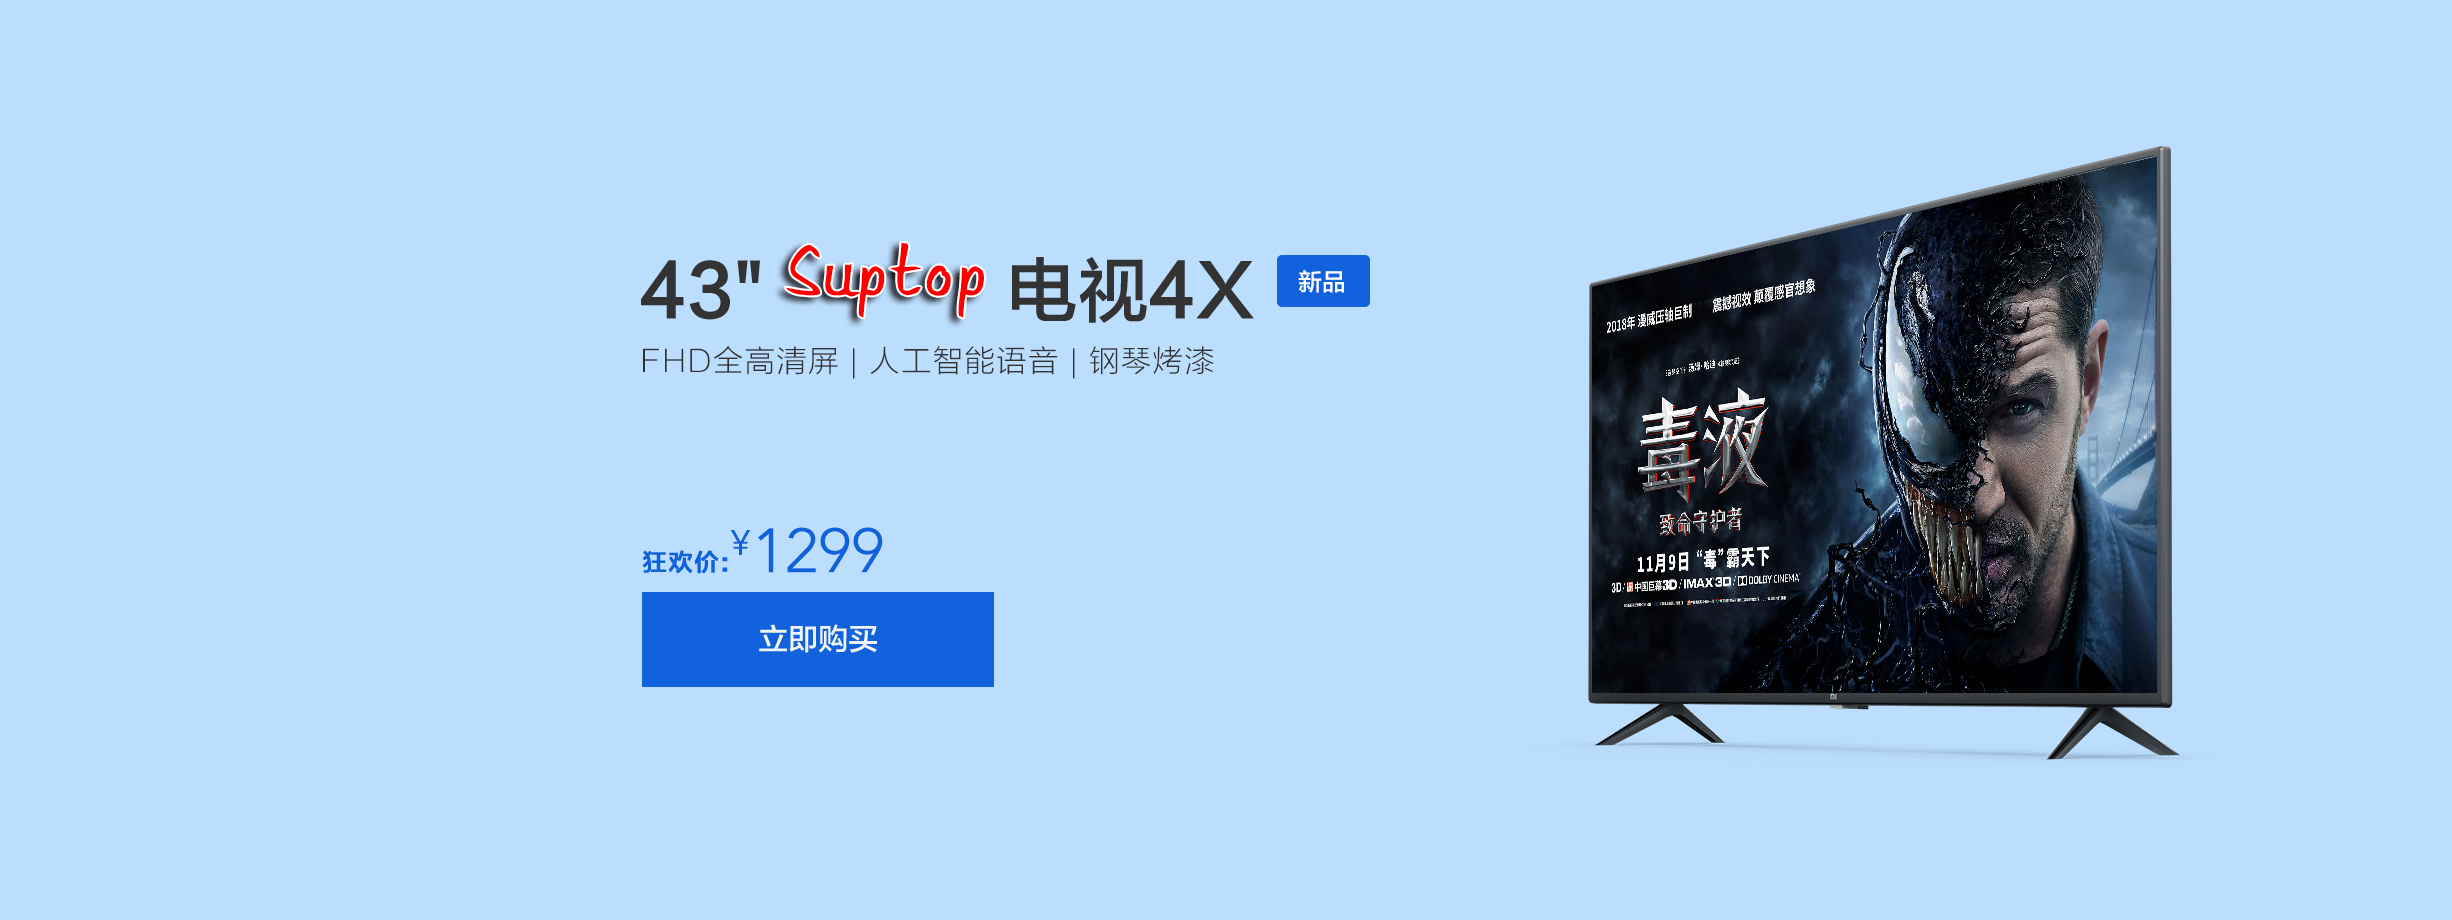 43" Suptop 电视4X 新品
FHD全高清屏 | 人工智能语音 | 钢琴烤漆
狂欢价:¥1299
立即购买
2018年 漫威压轴巨制 震撼视效 颠覆感官想象
毒液
致命守护者
11月9日 “毒”霸天下
3D / 中国巨幕3D / IMAX 3D / DOLBY CINEMA
mi